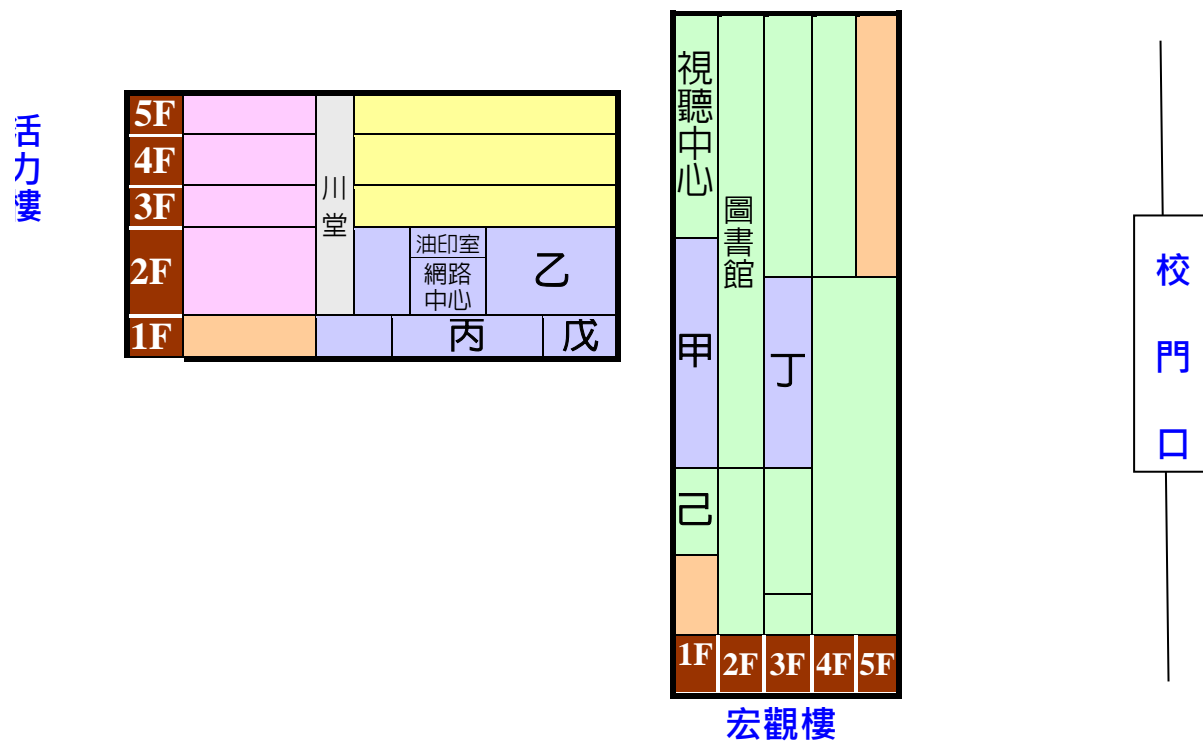 活力樓
5F
4F
3F
2F
1F
川堂
油印室
網路
中心
乙
丙
戊
視聽中心
圖書館
甲
丁
己
1F
2F
3F
4F
5F
宏觀樓
校門口